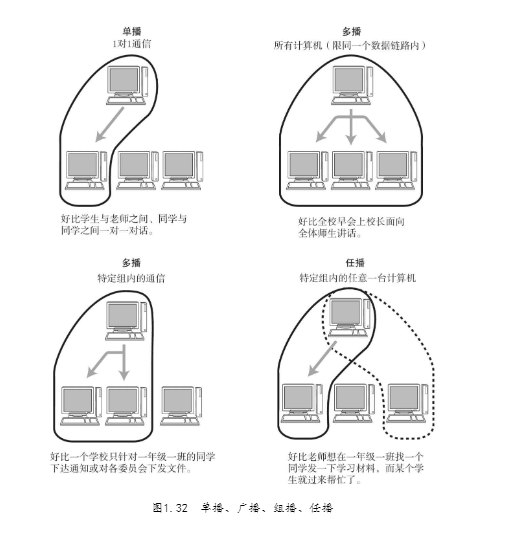 单播
1对1通信
好比学生与老师之间、同学与
同学之间一对一对话。
多播
所有计算机（限同一个数据链路内）
好比全校早会上校长面向
全体师生讲话。
多播
特定组内的通信
好比一个学校只针对一年级一班的同学
下达通知或对各委员会下发文件。
任播
特定组内的任意一台计算机
好比老师想在一年级一班找一个
同学发一下学习材料，而某个学
生就过来帮忙了。
图1.32 单播、广播、组播、任播